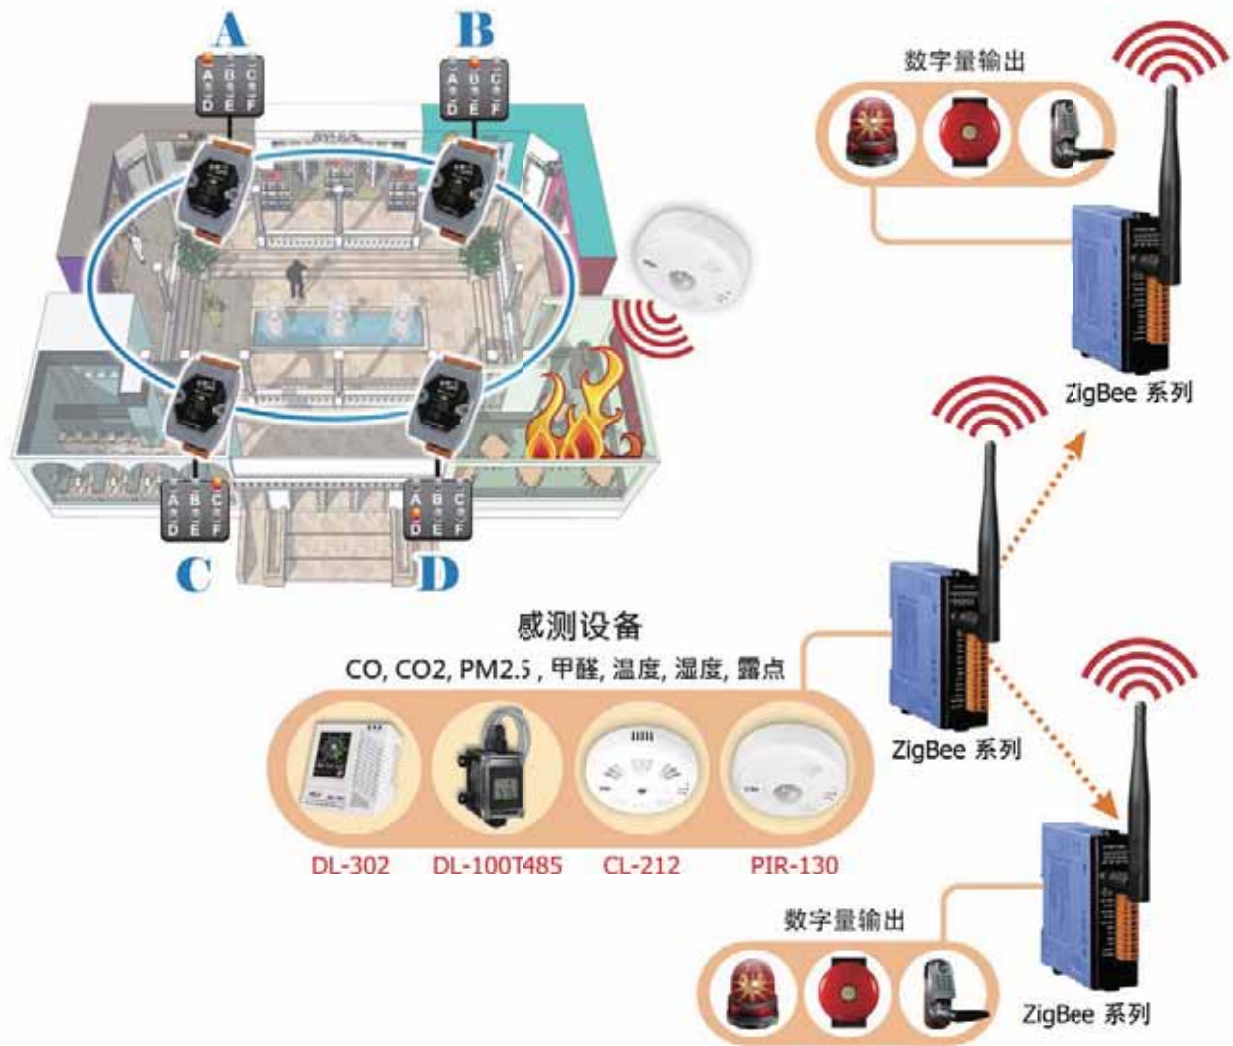 A
B
A B C
D E F
A B C
D E F
数字量输出
ZigBee 系列
A B C
D E F
A B C
D E F
C
D
感测设备
CO, CO2, PM2.5 , 甲醛, 温度, 湿度, 露点
ZigBee 系列
DL-302
DL-100T485
CL-212
PIR-130
数字量输出
ZigBee 系列